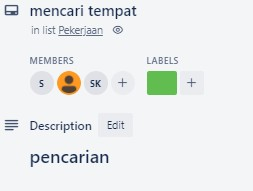 mencari tempat
in list Pekerjaan
MEMBERS
LABELS
S
SK
+
+
Description
Edit
pencarian